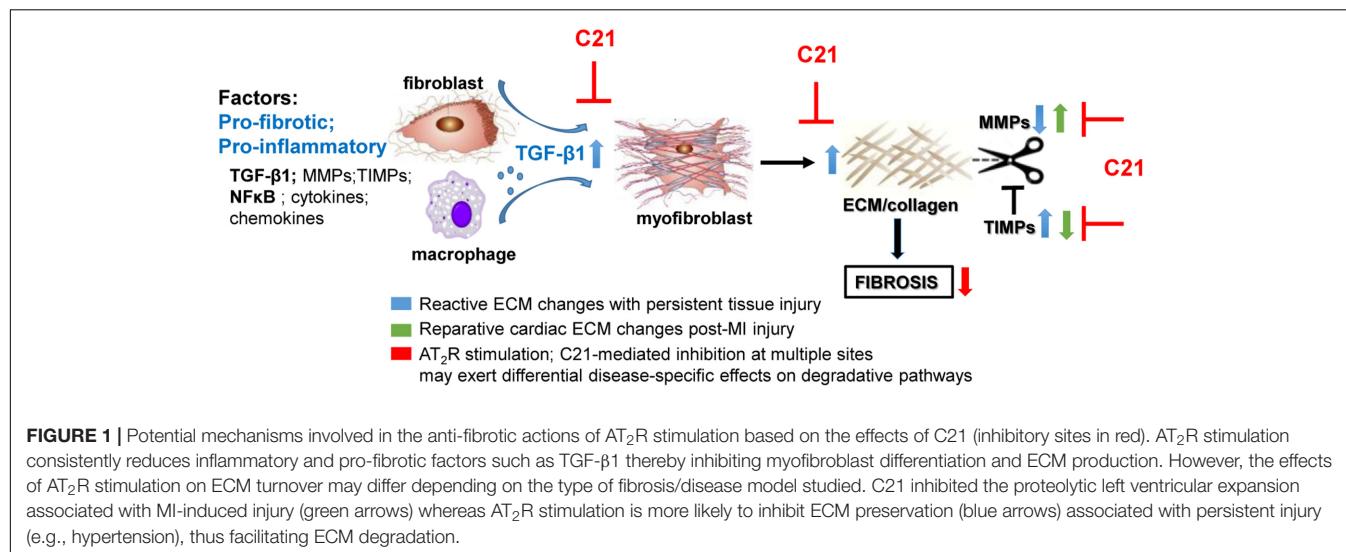 C21
C21
fibroblast
Factors:
Pro-fibrotic;
Pro-inflammatory
TGF-β1; MMPs;TIMPs;
NFκB ; cytokines;
chemokines
TGF-β1
macrophage
myofibroblast
ECM/collagen
MMPs
C21
TIMPs
FIBROSIS
Reactive ECM changes with persistent tissue injury
Reparative cardiac ECM changes post-MI injury
AT₂R stimulation; C21-mediated inhibition at multiple sites
may exert differential disease-specific effects on degradative pathways
FIGURE 1 | Potential mechanisms involved in the anti-fibrotic actions of AT₂R stimulation based on the effects of C21 (inhibitory sites in red). AT₂R stimulation
consistently reduces inflammatory and pro-fibrotic factors such as TGF-β1 thereby inhibiting myofibroblast differentiation and ECM production. However, the effects
of AT₂R stimulation on ECM turnover may differ depending on the type of fibrosis/disease model studied. C21 inhibited the proteolytic left ventricular expansion
associated with MI-induced injury (green arrows) whereas AT₂R stimulation is more likely to inhibit ECM preservation (blue arrows) associated with persistent injury
(e.g., hypertension), thus facilitating ECM degradation.